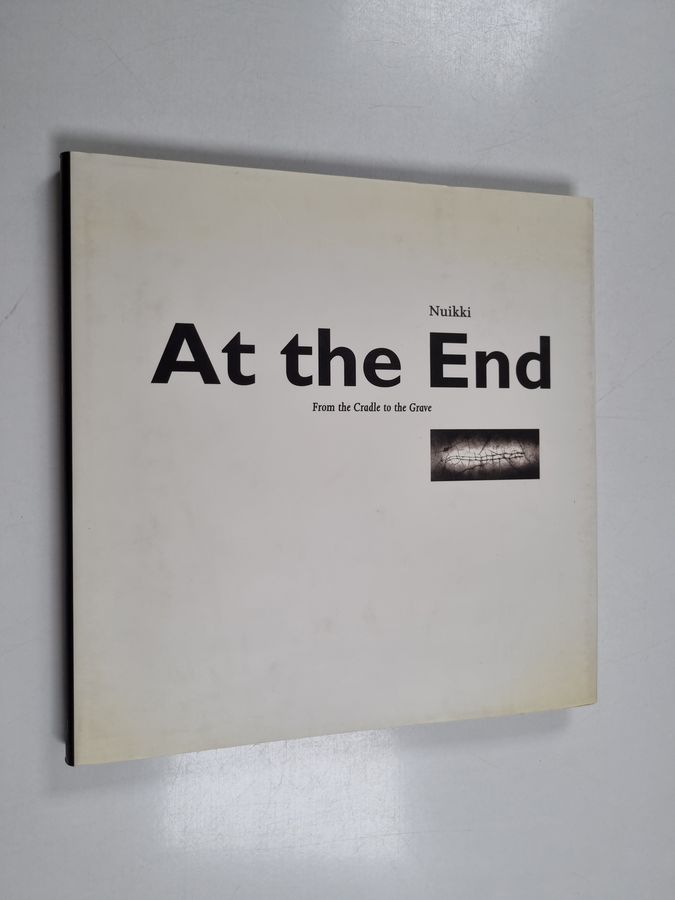 Nuikki
At the End
From the Cradle to the Grave